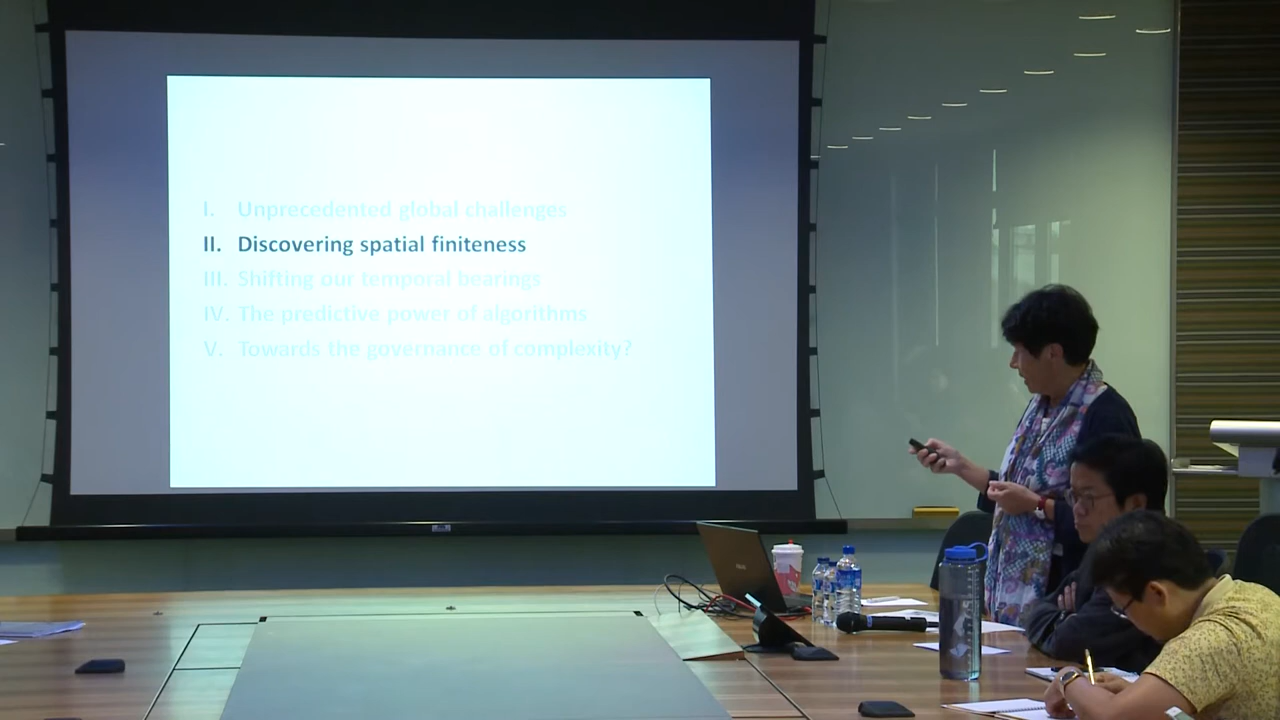 I. Unprecedented global challenges
II. Discovering spatial finiteness
III. Shifting our temporal bearings
IV. The predictive power of algorithms
V. Towards the governance of complexity?